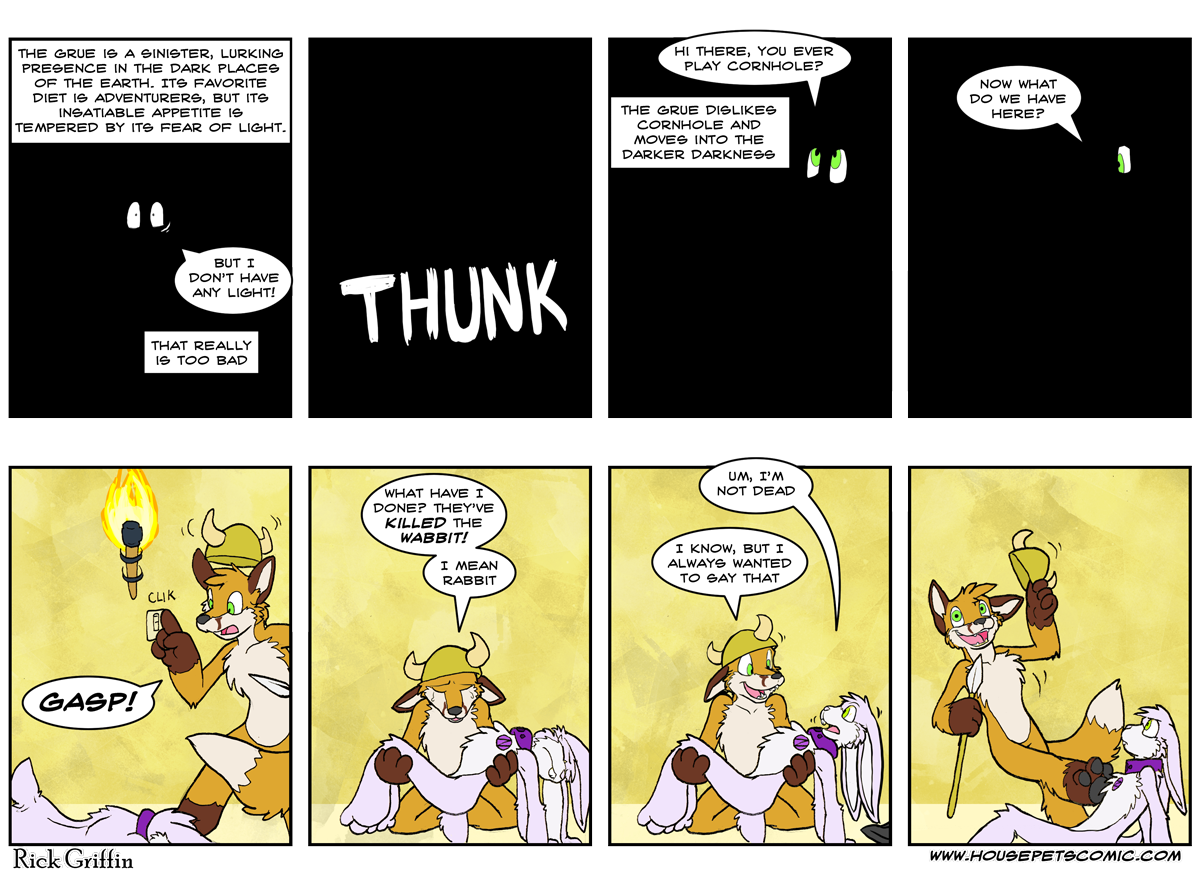 THE GRUE IS A SINISTER, LURKING
PRESENCE IN THE DARK PLACES
OF THE EARTH. ITS FAVORITE
DIET IS ADVENTURERS, BUT ITS
INSATIABLE APPETITE IS
TEMPERED BY ITS FEAR OF LIGHT.
BUT I
DON'T HAVE
ANY LIGHT!
THAT REALLY
IS TOO BAD
THUNK
HI THERE, YOU EVER
PLAY CORNHOLE?
THE GRUE DISLIKES
CORNHOLE AND
MOVES INTO THE
DARKER DARKNESS
NOW WHAT
DO WE HAVE
HERE?
CLIK
GASP!
WHAT HAVE I
DONE? THEY'VE
KILLED THE
WABBIT!
I MEAN
RABBIT
UM, I'M
NOT DEAD
I KNOW, BUT I
ALWAYS WANTED
TO SAY THAT
Rick Griffin
WWW.HOUSEPETSCOMIC.COM